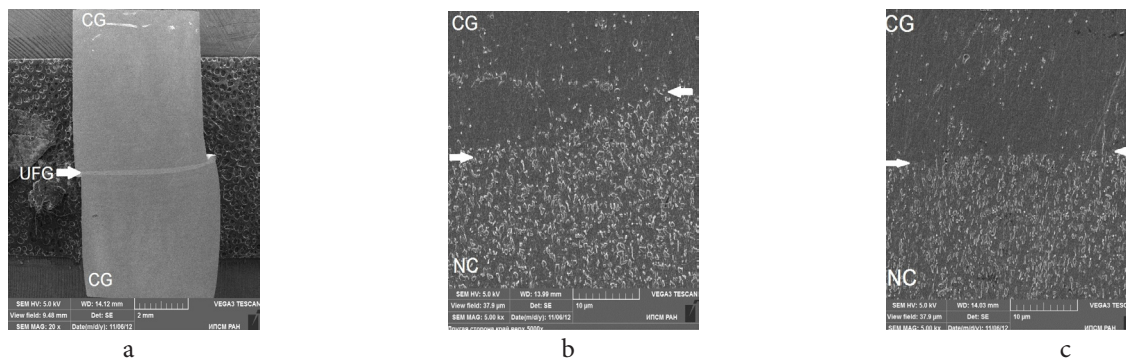 CG
UFG
CG
SEM HV: 5.0 kV WD: 14.12 mm VEGA3 TESCAN
View field: 9.48 mm Det: SE 2 mm
SEM MAG: 20 x Date(m/d/y): 11/06/12 ИПСМ РАН
a
CG
NC
SEM HV: 5.0 kV WD: 13.99 mm VEGA3 TESCAN
View field: 37.9 µm Det: SE 10 µm
SEM MAG: 5.00 kx Date(m/d/y): 11/06/12 ИПСМ РАН
Другая сторона край верх 5000x
b
CG
NC
SEM HV: 5.0 kV WD: 14.03 mm VEGA3 TESCAN
View field: 37.9 µm Det: SE 10 µm
SEM MAG: 5.00 kx Date(m/d/y): 11/06/12 ИПСМ РАН
c